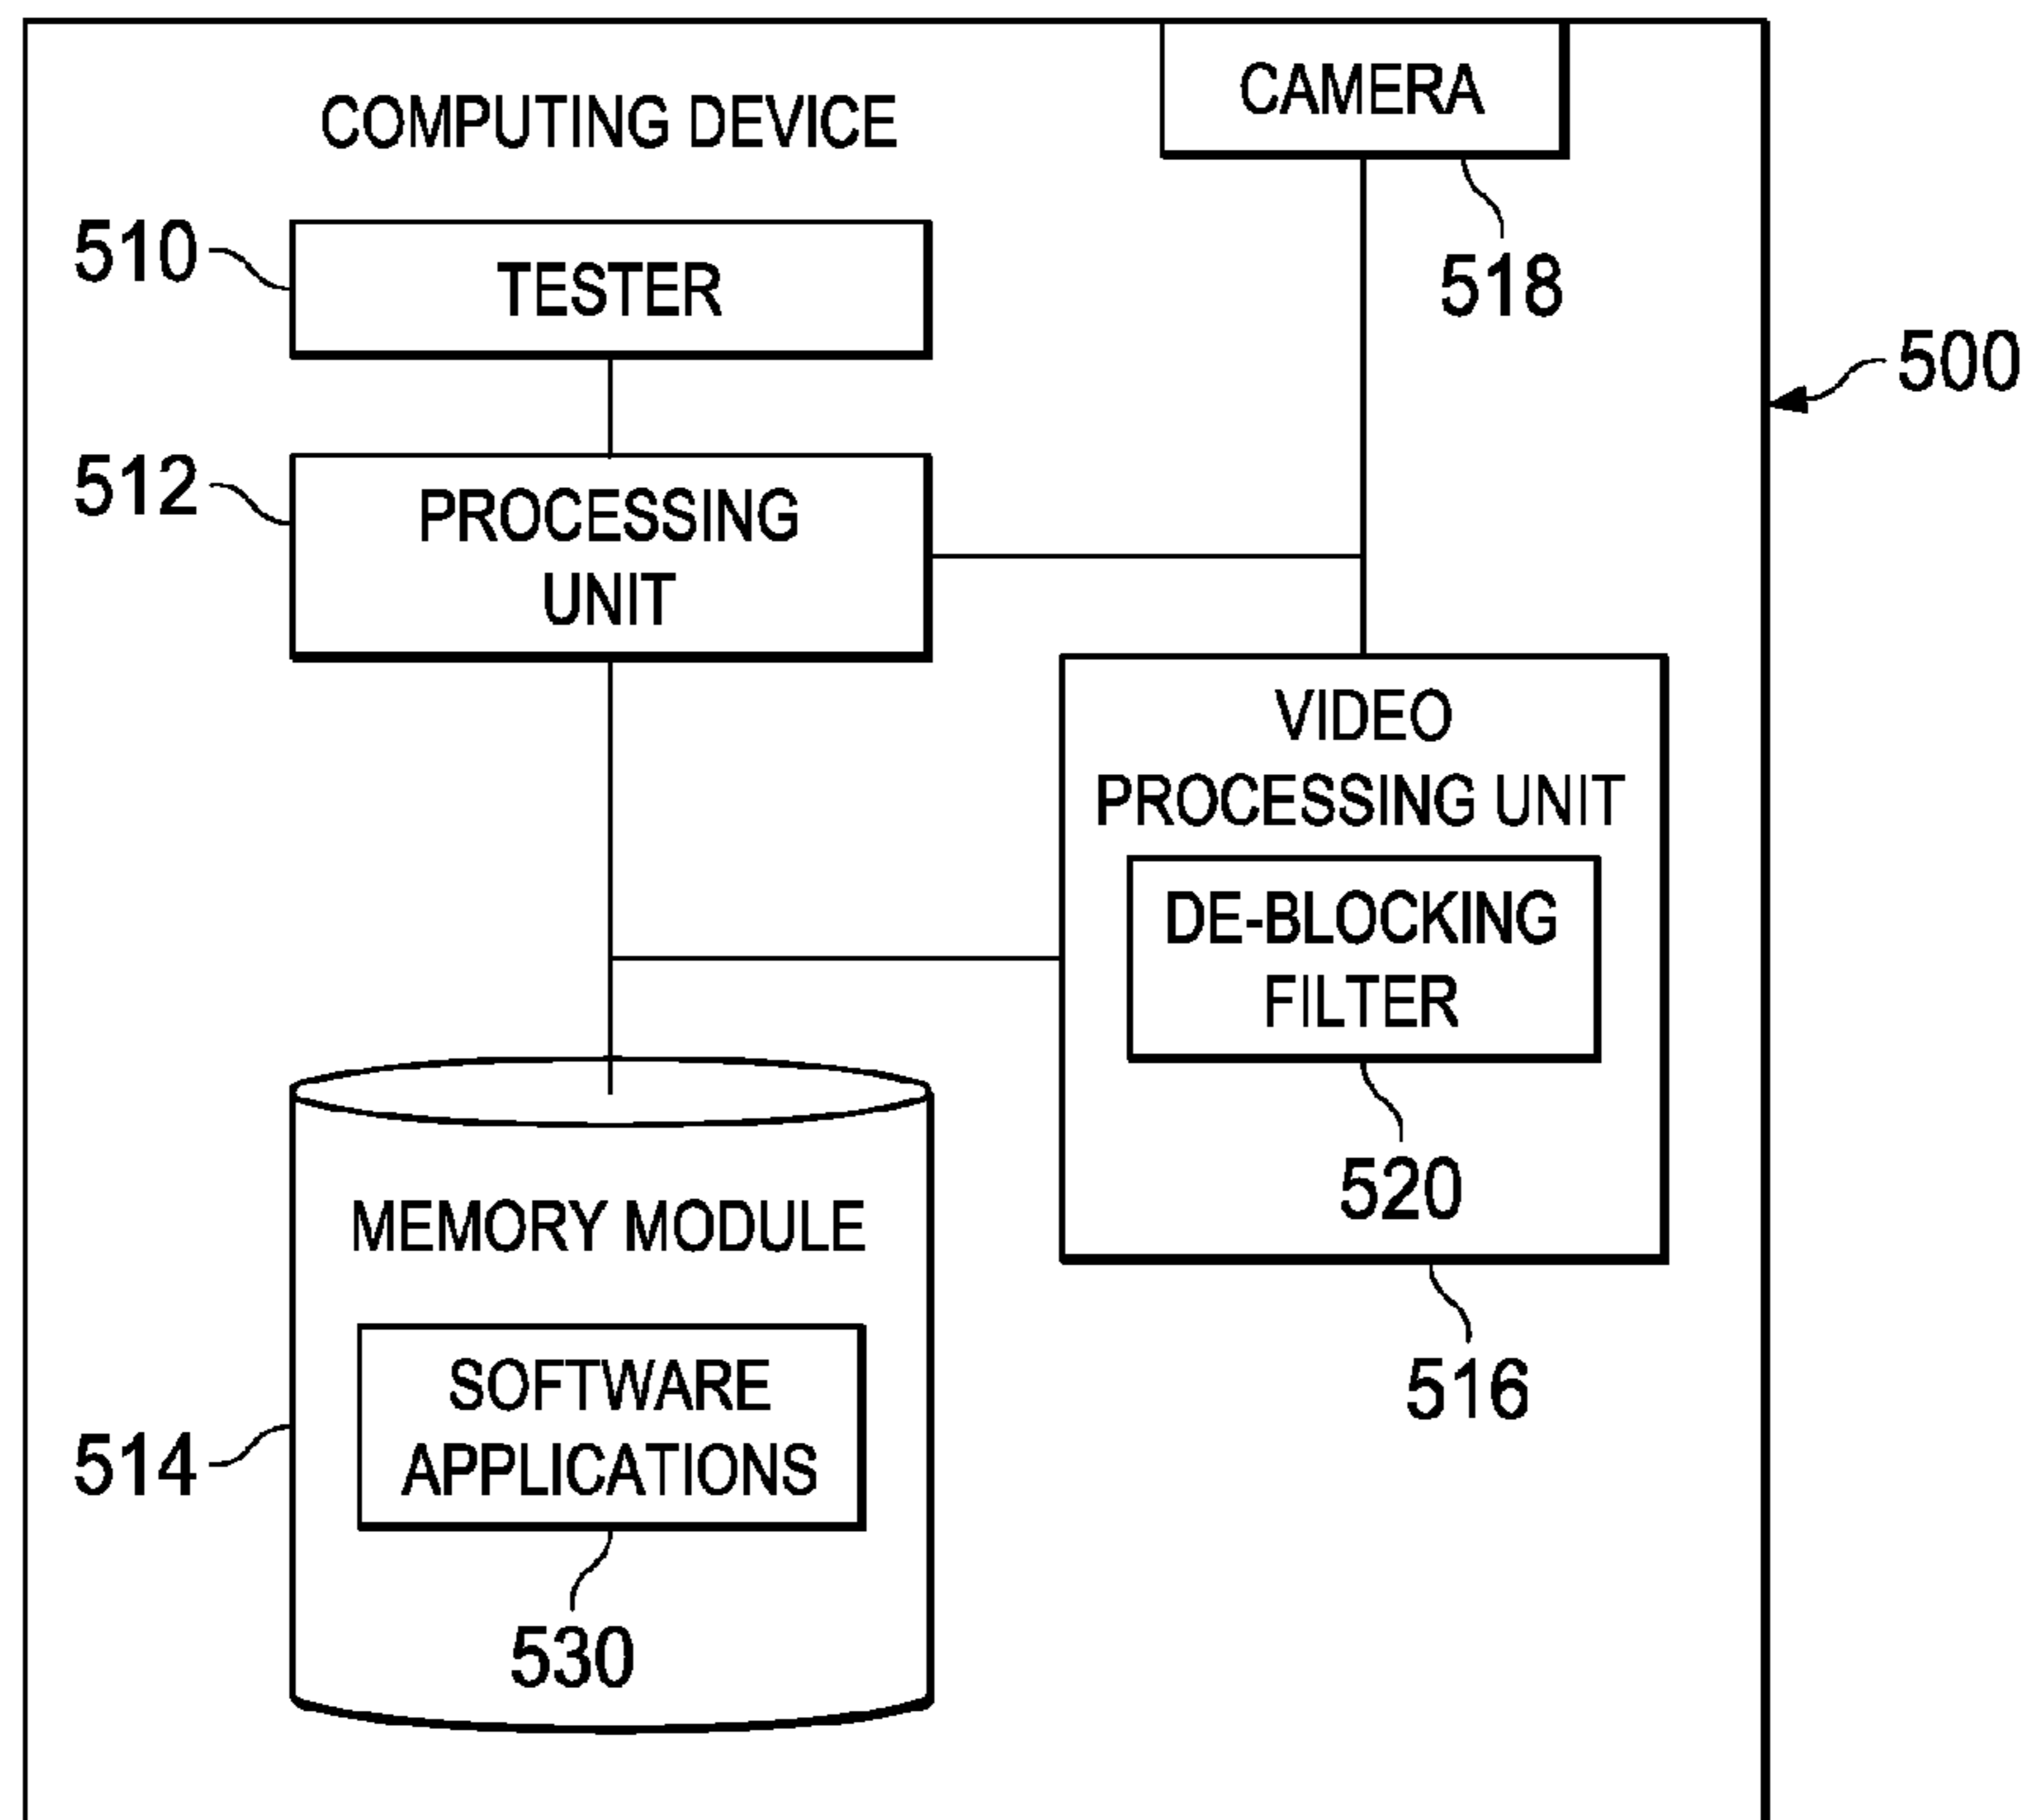 COMPUTING DEVICE
CAMERA
518
510
TESTER
500
512
PROCESSING
UNIT
VIDEO
PROCESSING UNIT
DE-BLOCKING
FILTER
520
516
MEMORY MODULE
SOFTWARE
APPLICATIONS
514
530